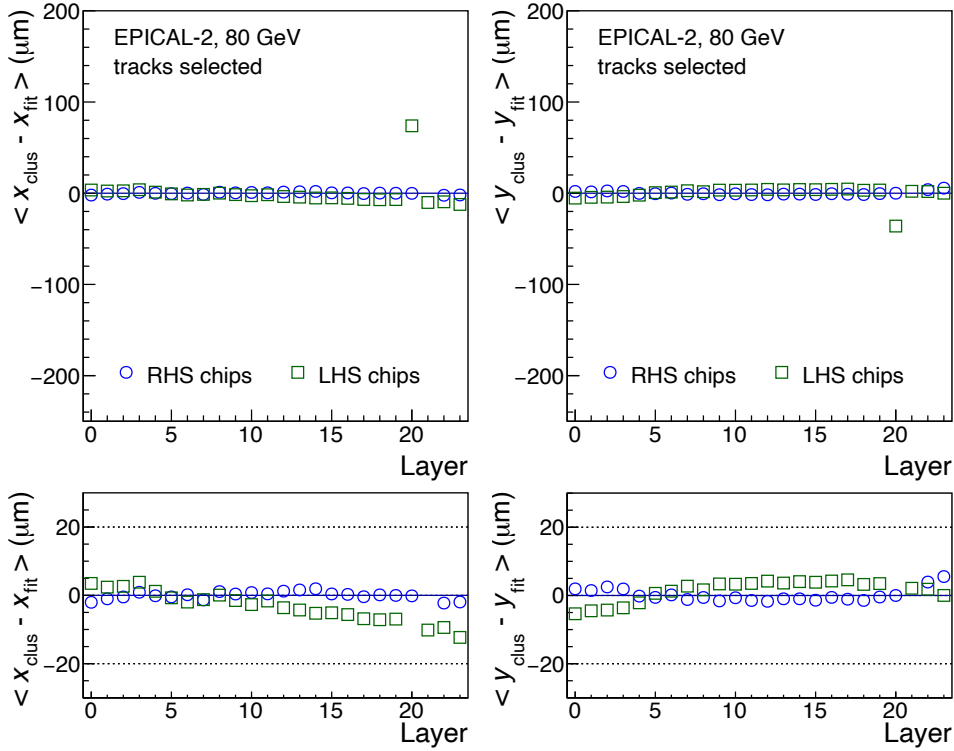 EPICAL-2, 80 GeV
tracks selected
< x_clus - x_fit > (μm)
200
100
0
−100
−200
RHS chips
LHS chips
0 5 10 15 20
Layer
EPICAL-2, 80 GeV
tracks selected
< y_clus - y_fit > (μm)
200
100
0
−100
−200
RHS chips
LHS chips
0 5 10 15 20
Layer
< x_clus - x_fit > (μm)
20
0
−20
0 5 10 15 20
Layer
< y_clus - y_fit > (μm)
20
0
−20
0 5 10 15 20
Layer